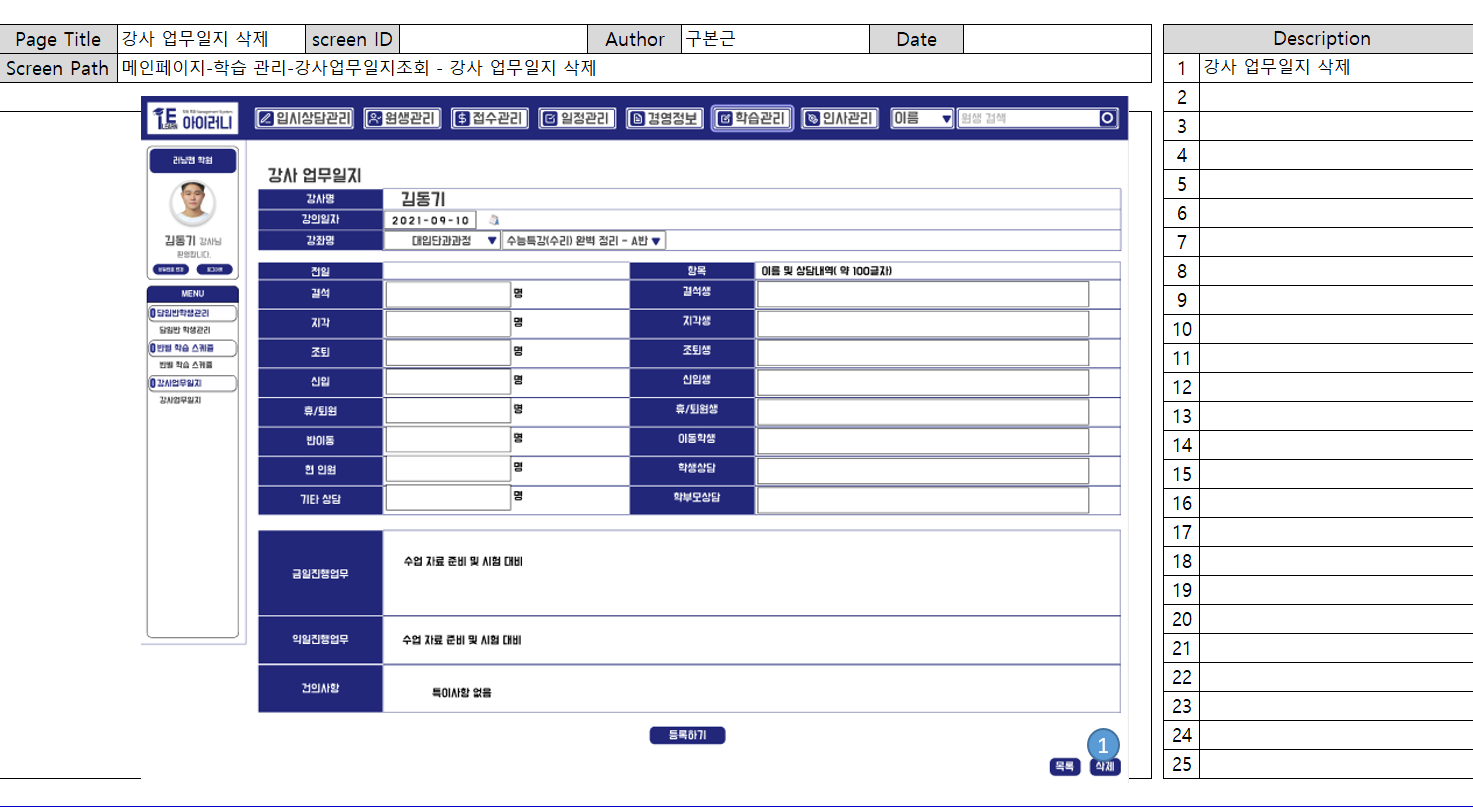 Page Title 강사 업무일지 삭제 screen ID Author 구본근 Date Description
Screen Path 메인페이지-학습 관리-강사업무일지조회 - 강사 업무일지 삭제
1 강사 업무일지 삭제
2
3
4
5
6
7
8
9
10
11
12
13
14
15
16
17
18
19
20
21
22
23
24
25
아이러니 입시상담관리 원생관리 접수관리 일정관리 경영정보 학습관리 인사관리 이름 원생 검색
러닝맨 학원
김동기 강사님
환영합니다.
MENU
담임반학생관리
담임반 학생관리
반별 학습 스케쥴
반별 학습 스케쥴
강사업무일지
강사업무일지
강사 업무일지
강사명 김동기
강의일자 2021-09-10
강좌명 대입단과과정 수능특강(수리) 완벽 정리 - A반
전일 항목 이름 및 상담내역( 약 100글자)
결석 명 결석생
지각 명 지각생
조퇴 명 조퇴생
신입 명 신입생
휴/퇴원 명 휴/퇴원생
반이동 명 이동학생
현 인원 명 학생상담
기타 상담 명 학부모상담
금일진행업무 수업 자료 준비 및 시험 대비
익일진행업무 수업 자료 준비 및 시험 대비
건의사항 특이사항 없음
등록하기
1
목록 삭제